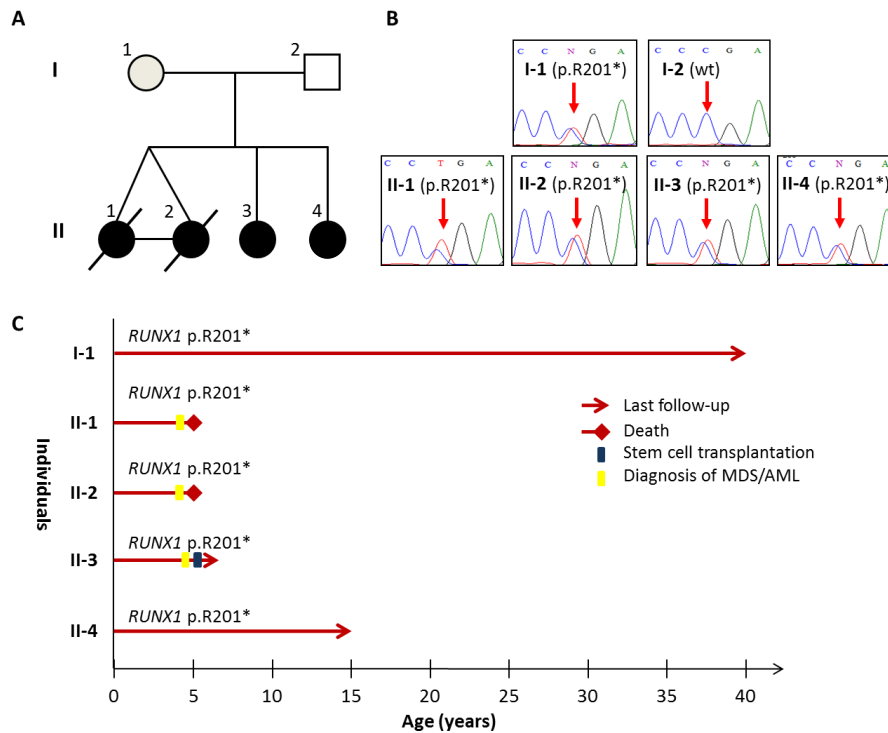 A
1
2
I
1
2
3
4
II
B
C C N G A
I-1 (p.R201*)
C C C G A
I-2 (wt)
C C T G A
II-1 (p.R201*)
C C N G A
II-2 (p.R201*)
C C N G A
II-3 (p.R201*)
C C N G A
II-4 (p.R201*)
C
I-1
RUNX1 p.R201*
II-1
RUNX1 p.R201*
II-2
RUNX1 p.R201*
II-3
RUNX1 p.R201*
II-4
RUNX1 p.R201*
Individuals
Last follow-up
Death
Stem cell transplantation
Diagnosis of MDS/AML
0 5 10 15 20 25 30 35 40
Age (years)